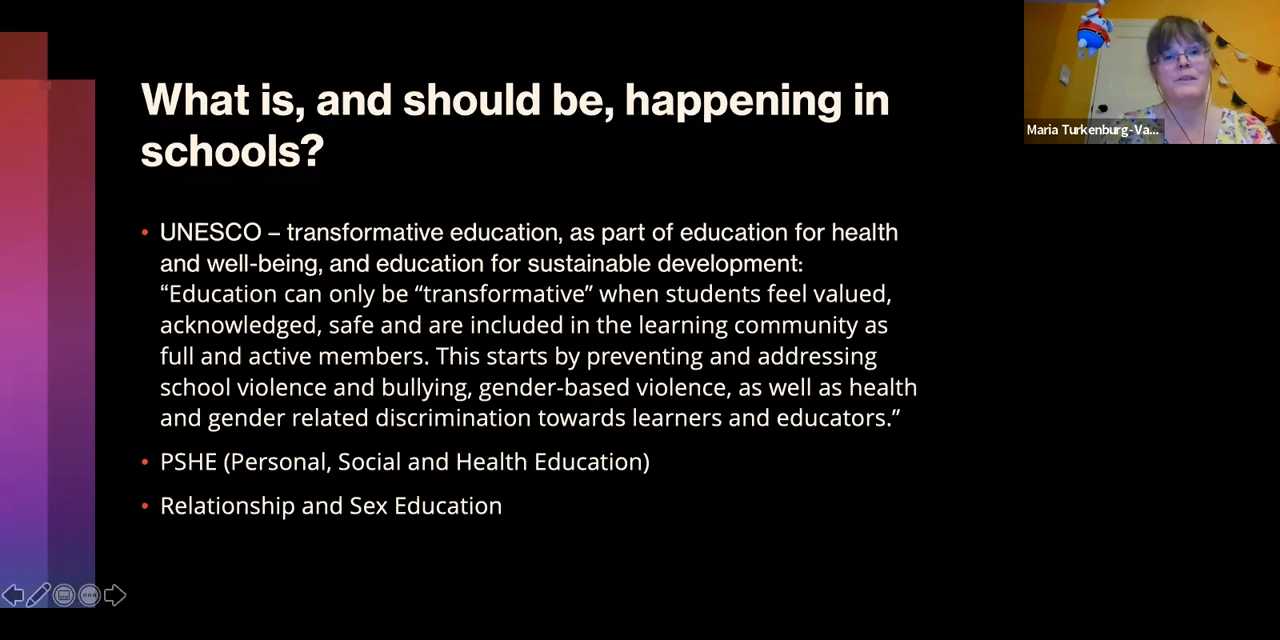 What is, and should be, happening in
schools?
• UNESCO – transformative education, as part of education for health
and well-being, and education for sustainable development:
“Education can only be “transformative” when students feel valued,
acknowledged, safe and are included in the learning community as
full and active members. This starts by preventing and addressing
school violence and bullying, gender-based violence, as well as health
and gender related discrimination towards learners and educators.”
• PSHE (Personal, Social and Health Education)
• Relationship and Sex Education
Maria Turkenburg-Va...